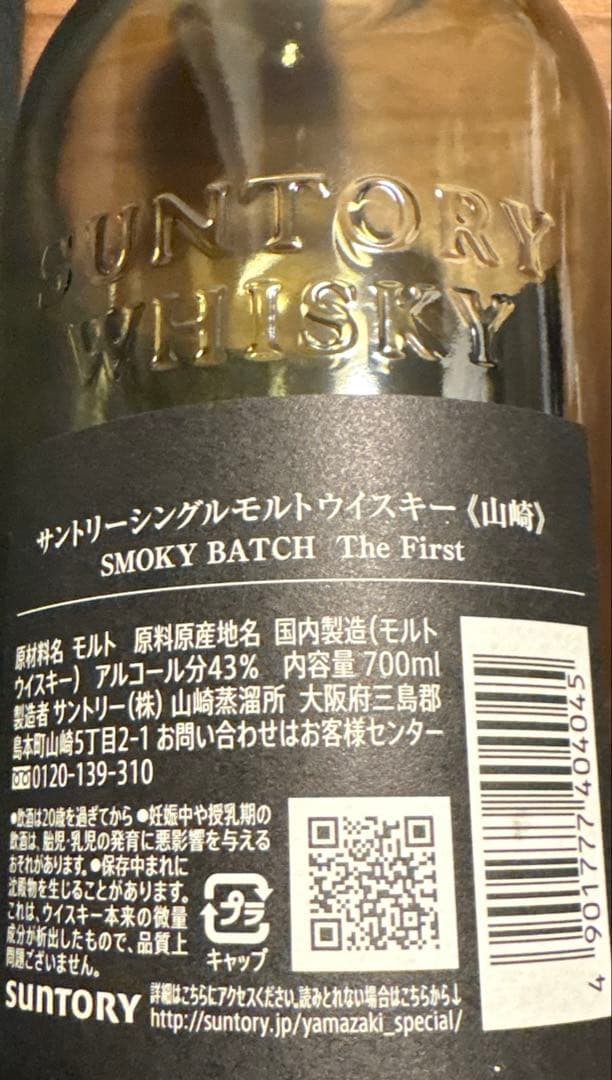 SUNTORY
WHISKY
サントリーシングルモルトウイスキー《山崎》
SMOKY BATCH The First
原材料名 モルト 原料原産地名 国内製造(モルト
ウイスキー) アルコール分43% 内容量 700ml
製造者 サントリー(株) 山崎蒸溜所 大阪府三島郡
島本町山崎5丁目2-1 お問い合わせはお客様センター
0120-139-310
●飲酒は20歳を過ぎてから ●妊娠中や授乳期の
飲酒は、胎児・乳児の発育に悪影響を与える
おそれがあります。●保存中まれに
沈殿物を生じることがあります。
これは、ウイスキー本来の微量
成分が析出したもので、品質上
問題ございません。
プラ
キャップ
SUNTORY
詳細はこちらにアクセスください。読みとれない場合はこちらから↓
http://suntory.jp/yamazaki_special/
4 901777 404045